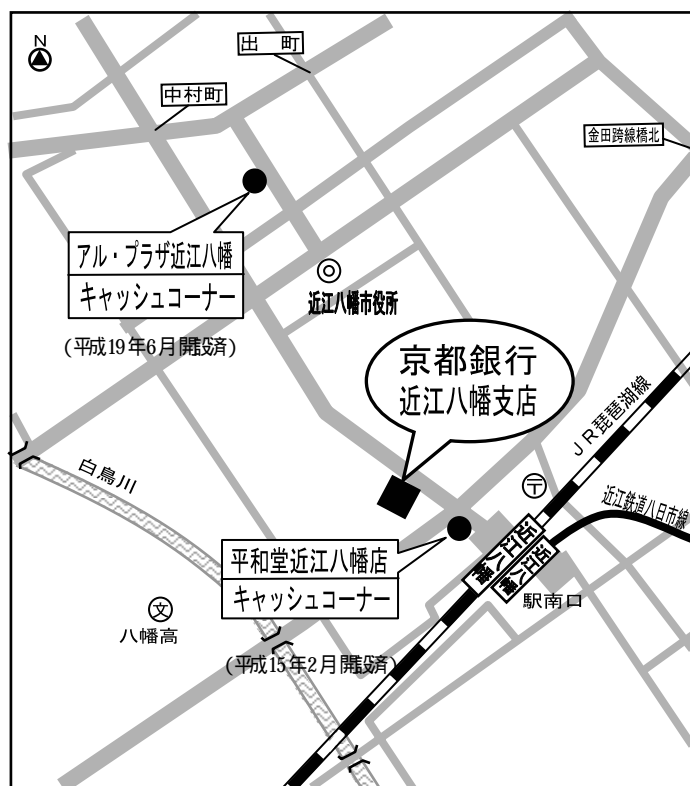 N
出 町
中村町
金田跨線橋北
アル・プラザ近江八幡
キャッシュコーナー
(平成19年6月開設済)
近江八幡市役所
京都銀行
近江八幡支店
JR琵琶湖線
白鳥川
〒
近江鉄道八日市線
近江八幡
近江八幡
駅南口
平和堂近江八幡店
キャッシュコーナー
(平成15年2月開設済)
文
八幡高